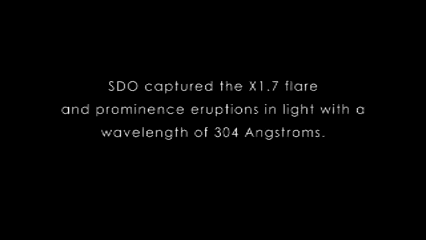 SDO captured the X1.7 flare
and prominence eruptions in light with a
wavelength of 304 Angstroms.